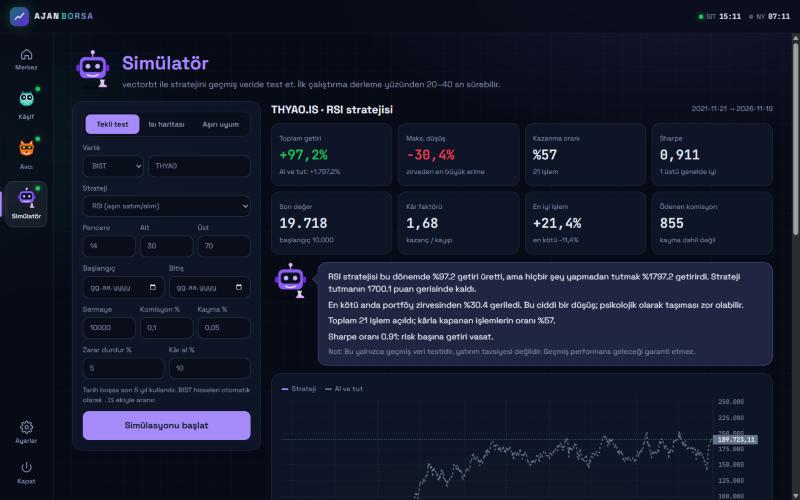 AJANBORSA
İST 15:11 NY 07:11
Merkez
Kâşif
Avcı
Simülatör
Ayarlar
Kapat
Simülatör
vectorbt ile stratejini geçmiş veride test et. İlk çalıştırma derleme yüzünden 20–40 sn sürebilir.
Tekli test
Isı haritası
Aşırı uyum
Varlık
BIST
THYAO
Strateji
RSI (aşırı satım/alım)
Pencere Alt Üst
14 30 70
Başlangıç Bitiş
gg.aa.yyyy gg.aa.yyyy
Sermaye Komisyon % Kayma %
10000 0,1 0,05
Zarar durdur % Kâr al %
5 10
Tarih boşsa son 5 yıl kullanılır. BIST hisseleri otomatik
olarak .IS ekiyle aranır.
Simülasyonu başlat
THYAO.IS · RSI stratejisi
2021-11-21 → 2026-11-19
Toplam getiri
+97,2%
Al ve tut: +1.797,2%
Maks. düşüş
-30,4%
zirveden en büyük erime
Kazanma oranı
%57
21 işlem
Sharpe
0,911
1 üstü genelde iyi
Son değer
19.718
başlangıç 10.000
Kâr faktörü
1,68
kazanç / kayıp
En iyi işlem
+21,4%
en kötü -11,4%
Ödenen komisyon
855
kayma dahil değil
RSI stratejisi bu dönemde %97.2 getiri üretti, ama hiçbir şey yapmadan tutmak %1797.2 getirirdi. Strateji
tutmanın 1700.1 puan gerisinde kaldı.
En kötü anda portföy zirvesinden %30.4 geriledi. Bu ciddi bir düşüş; psikolojik olarak taşıması zor olabilir.
Toplam 21 işlem açıldı; kârla kapanan işlemlerin oranı %57.
Sharpe oranı 0.91: risk başına getiri vasat.
Not: Bu yalnızca geçmiş veri testidir, yatırım tavsiyesi değildir. Geçmiş performans geleceği garanti etmez.
Strateji Al ve tut
250.000
225.000
200.000
189.723,11
175.000
150.000
125.000
100.000